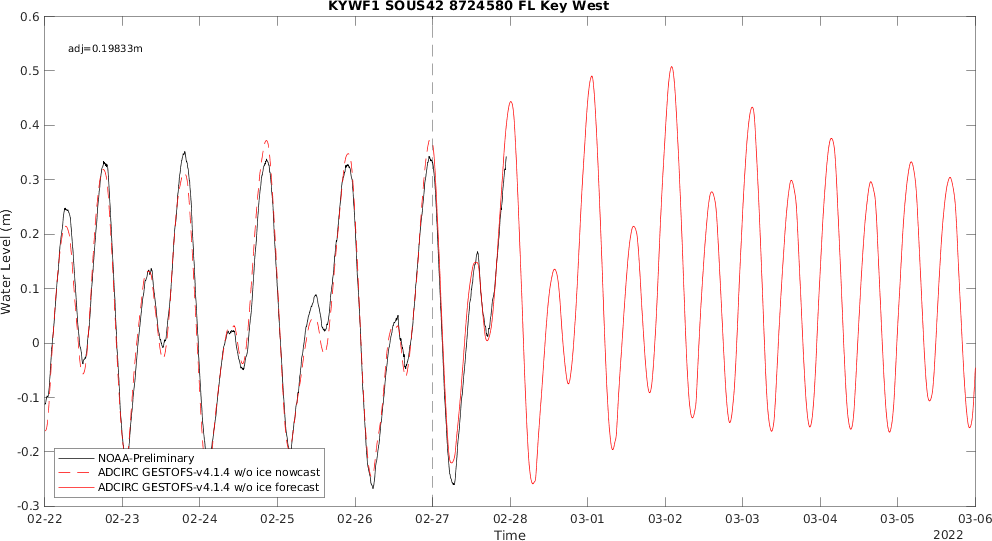 KYWF1 SOUS42 8724580 FL Key West
adj=0.19833m
Water Level (m)
0.6
0.5
0.4
0.3
0.2
0.1
0
-0.1
-0.2
-0.3
NOAA-Preliminary
ADCIRC GESTOFS-v4.1.4 w/o ice nowcast
ADCIRC GESTOFS-v4.1.4 w/o ice forecast
02-22 02-23 02-24 02-25 02-26 02-27 02-28 03-01 03-02 03-03 03-04 03-05 03-06
Time
2022